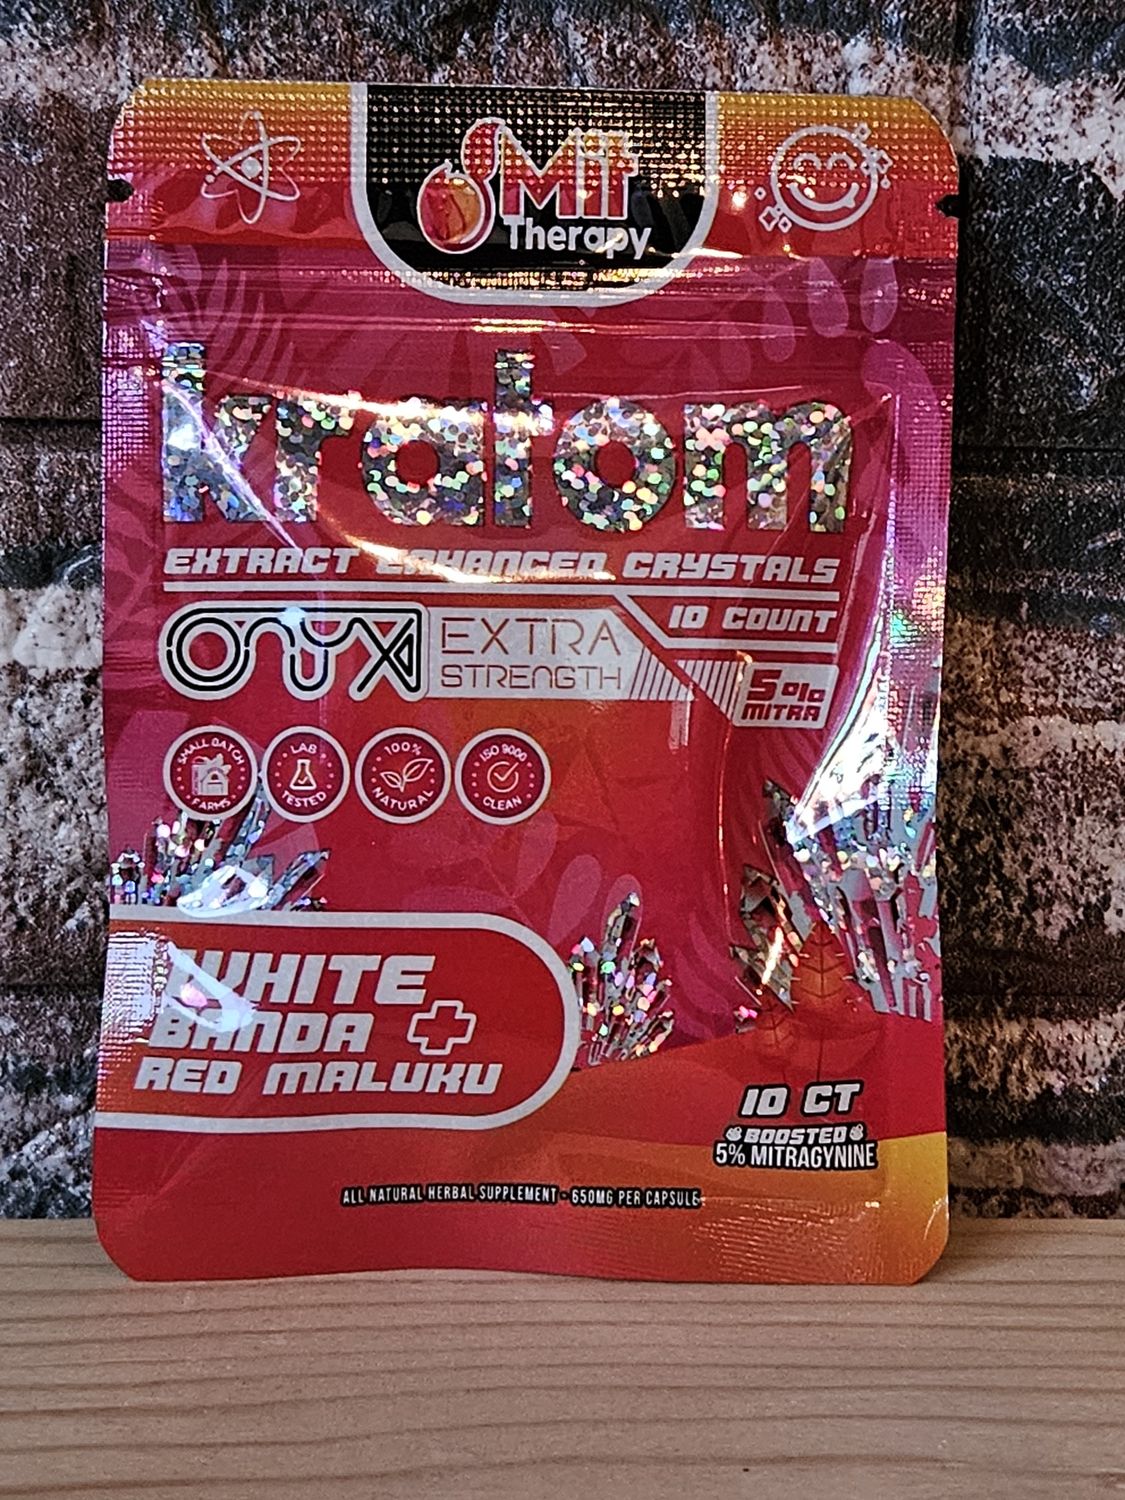 Mit
Therapy
kratom
EXTRACT ENHANCED CRYSTALS
10 COUNT
onyx
EXTRA
STRENGTH
5%
MITRA
SMALL BATCH
FARMS
LAB
TESTED
100%
NATURAL
ISO 9000
CLEAN
WHITE
BANDA +
RED MALUKU
10 CT
BOOSTED
5% MITRAGYNINE
ALL NATURAL HERBAL SUPPLEMENT - 650MG PER CAPSULE